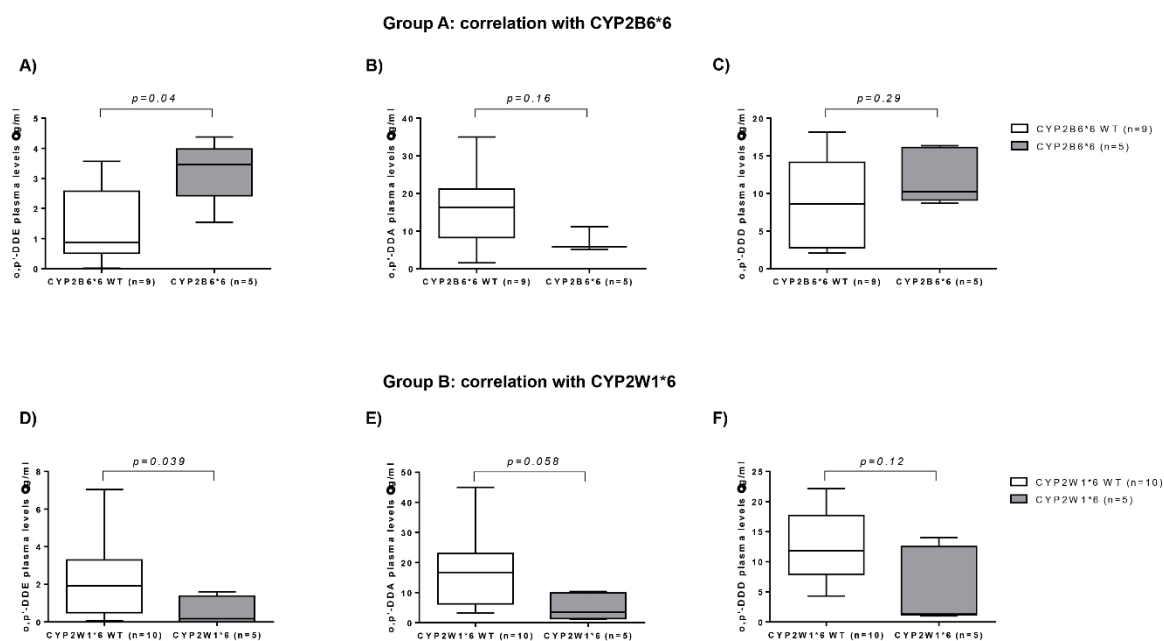 Group A: correlation with CYP2B6*6
A)
B)
C)
p=0.04
p=0.16
p=0.29
o,p'-DDE plasma levels g/ml
5
4
3
2
1
0
CYP2B6*6 WT (n=9)
CYP2B6*6 (n=5)
o,p'-DDA plasma levels g/ml
40
30
20
10
0
CYP2B6*6 WT (n=9)
CYP2B6*6 (n=5)
o,p'-DDD plasma levels g/ml
20
15
10
5
0
CYP2B6*6 WT (n=9)
CYP2B6*6 (n=5)
CYP2B6*6 WT (n=9)
CYP2B6*6 (n=5)
Group B: correlation with CYP2W1*6
D)
E)
F)
p=0.039
p=0.058
p=0.12
o,p'-DDE plasma levels g/ml
8
6
4
2
0
CYP2W1*6 WT (n=10)
CYP2W1*6 (n=5)
o,p'-DDA plasma levels g/ml
50
40
30
20
10
0
CYP2W1*6 WT (n=10)
CYP2W1*6 (n=5)
o,p'-DDD plasma levels g/ml
25
20
15
10
5
0
CYP2W1*6 WT (n=10)
CYP2W1*6 (n=5)
CYP2W1*6 WT (n=10)
CYP2W1*6 (n=5)